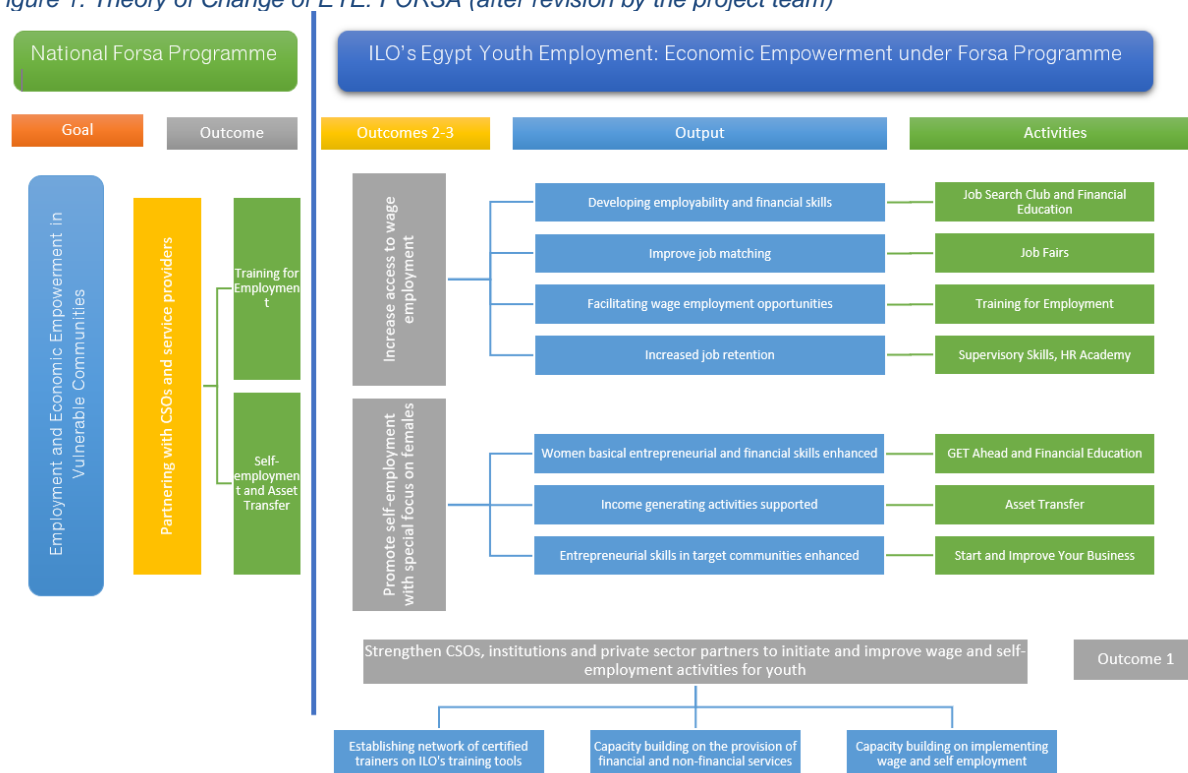 Figure 1: Theory of Change of EYE: FORSA (after revision by the project team)
National Forsa Programme
ILO's Egypt Youth Employment: Economic Empowerment under Forsa Programme
Goal
Outcome
Outcomes 2-3
Output
Activities
Employment and Economic Empowerment in
Vulnerable Communities
Partnering with CSOs and service providers
Training for
Employmen
t
Self-
employmen
t and Asset
Transfer
Increase access to wage
employment
Developing employability and financial skills
Job Search Club and Financial
Education
Improve job matching
Job Fairs
Facilitating wage employment opportunities
Training for Employment
Increased job retention
Supervisory Skills, HR Academy
Promote self-employment
with special focus on females
Women basical entrepreneurial and financial skills enhanced
GET Ahead and Financial Education
Income generating activities supported
Asset Transfer
Entrepreneurial skills in target communities enhanced
Start and Improve Your Business
Strengthen CSOs, institutions and private sector partners to initiate and improve wage and self-
employment activities for youth
Outcome 1
Establishing network of certified
trainers on ILO's training tools
Capacity building on the provision of
financial and non-financial services
Capacity building on implementing
wage and self employment